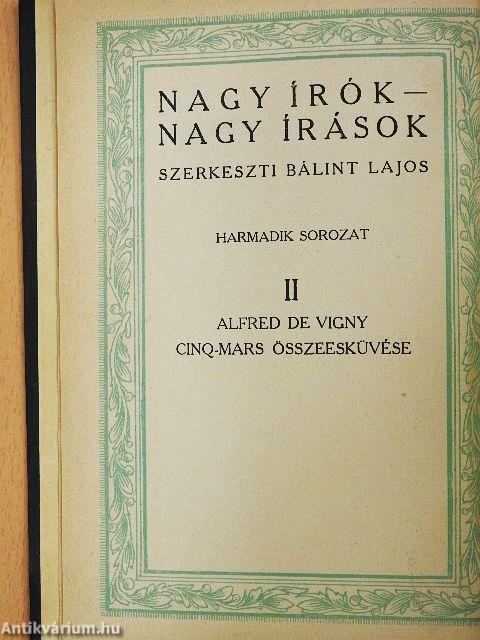 NAGY ÍRÓK —
NAGY ÍRÁSOK
SZERKESZTI BÁLINT LAJOS
HARMADIK SOROZAT
II
ALFRED DE VIGNY
CINQ-MARS ÖSSZEESKÜVÉSE
Antikvárium.hu